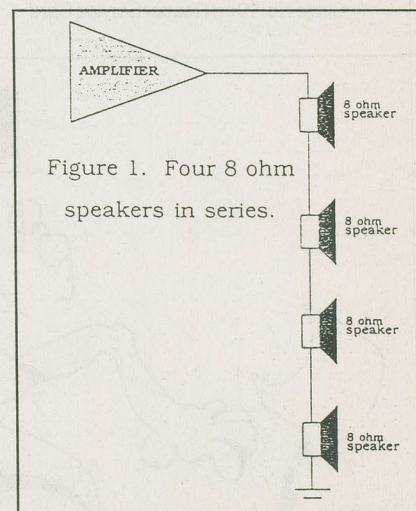 AMPLIFIER
8 ohm
speaker
Figure 1. Four 8 ohm
speakers in series.
8 ohm
speaker
8 ohm
speaker
8 ohm
speaker